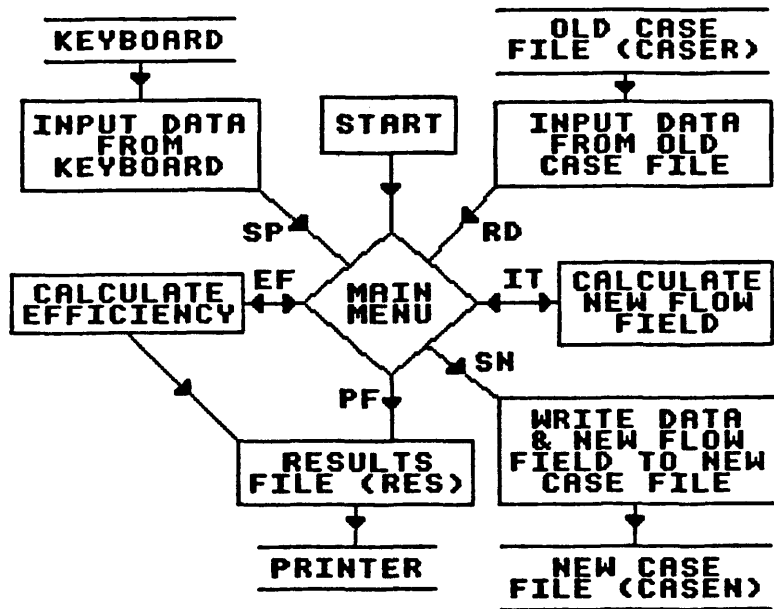 KEYBOARD
OLD CASE
FILE (CASER)
INPUT DATA
FROM
KEYBOARD
START
INPUT DATA
FROM OLD
CASE FILE
SP
RD
CALCULATE
EFFICIENCY
EF
MAIN
MENU
IT
CALCULATE
NEW FLOW
FIELD
SN
PF
WRITE DATA
& NEW FLOW
FIELD TO NEW
CASE FILE
RESULTS
FILE (RES)
PRINTER
NEW CASE
FILE (CASEN)